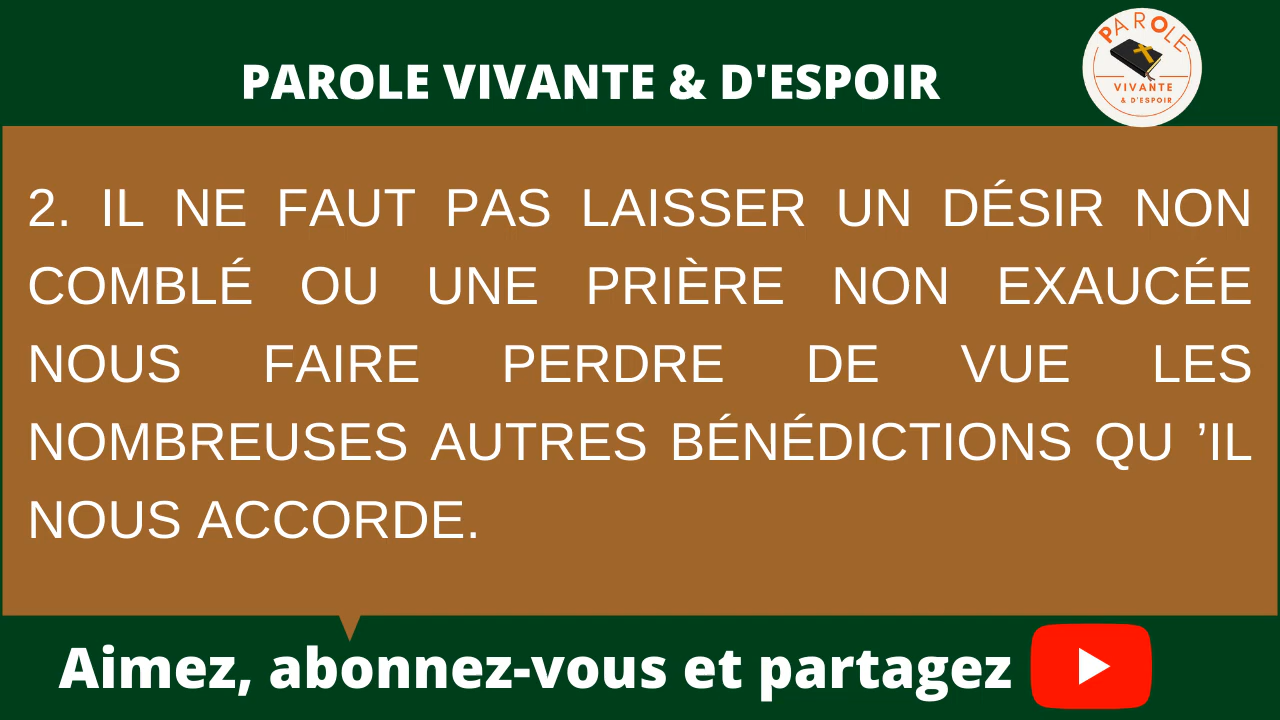 PAROLE VIVANTE & D'ESPOIR
PAROLE
VIVANTE
& D'ESPOIR
2. IL NE FAUT PAS LAISSER UN DÉSIR NON
COMBLÉ OU UNE PRIÈRE NON EXAUCÉE
NOUS FAIRE PERDRE DE VUE LES
NOMBREUSES AUTRES BÉNÉDICTIONS QU ’IL
NOUS ACCORDE.
Aimez, abonnez-vous et partagez